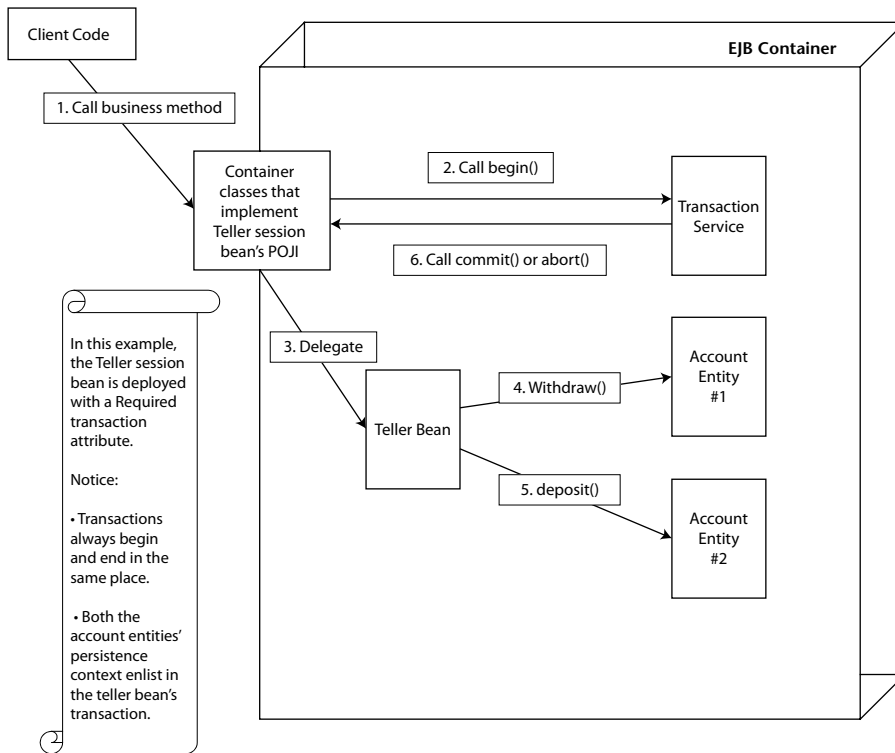 Client Code
EJB Container
1. Call business method
Container
classes that
implement
Teller session
bean's POJI
2. Call begin()
Transaction
Service
6. Call commit() or abort()
3. Delegate
Teller Bean
4. Withdraw()
Account
Entity
#1
5. deposit()
Account
Entity
#2
In this example,
the Teller session
bean is deployed
with a Required
transaction
attribute.
Notice:
• Transactions
always begin
and end in the
same place.
• Both the
account entities’
persistence
context enlist in
the teller bean’s
transaction.